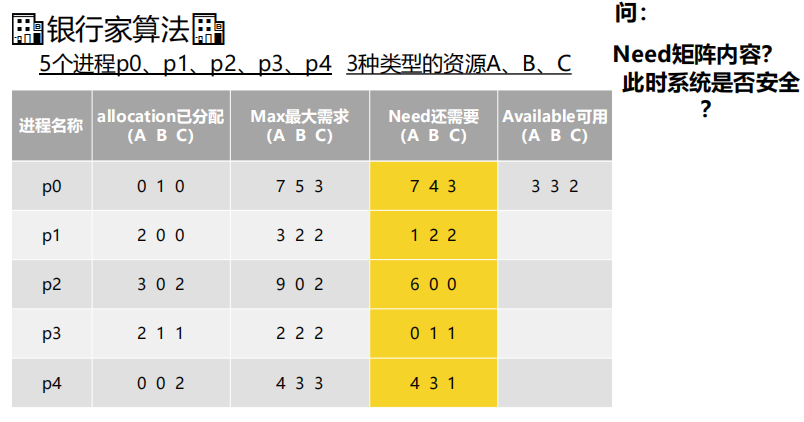 银行家算法
5个进程p0、p1、p2、p3、p4 3种类型的资源A、B、C
问：
Need矩阵内容？
此时系统是否安全
？
进程名称 allocation已分配 (A B C) Max最大需求 (A B C) Need还需要 (A B C) Available可用 (A B C)
p0 0 1 0 7 5 3 7 4 3 3 3 2
p1 2 0 0 3 2 2 1 2 2
p2 3 0 2 9 0 2 6 0 0
p3 2 1 1 2 2 2 0 1 1
p4 0 0 2 4 3 3 4 3 1